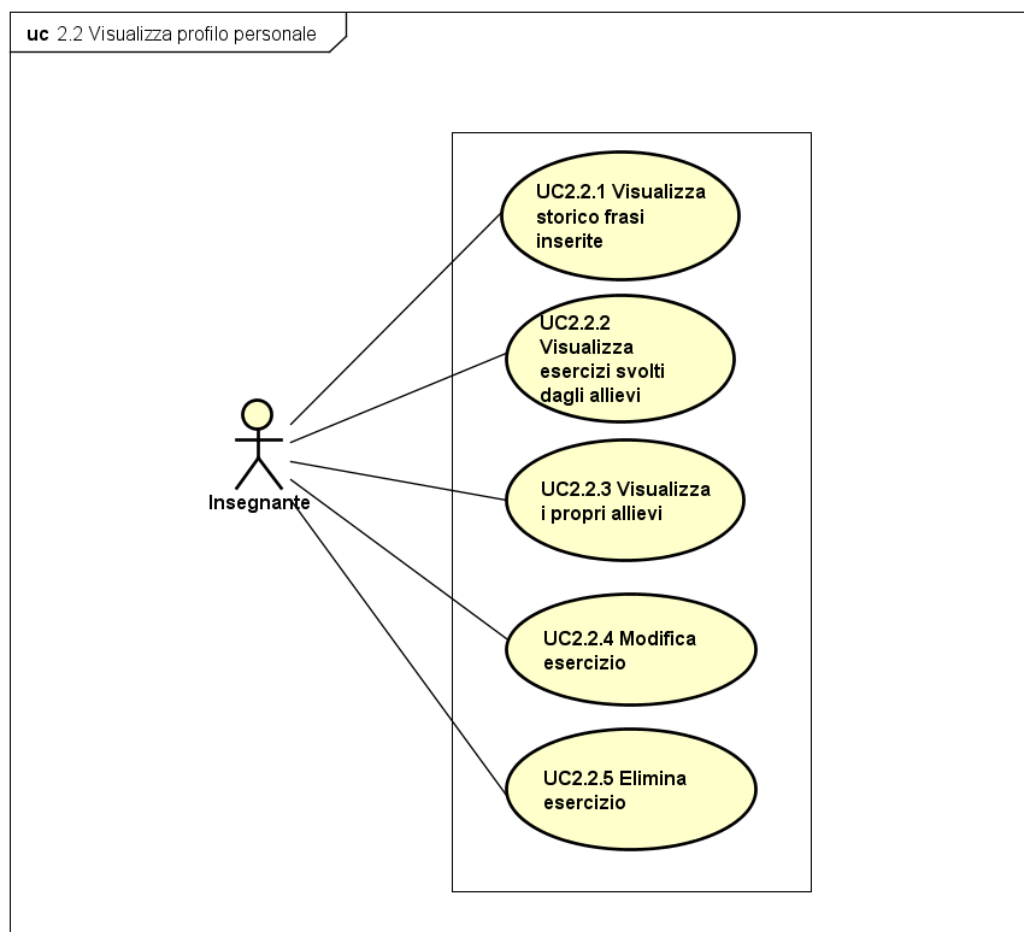 uc 2.2 Visualizza profilo personale
UC2.2.1 Visualizza
storico frasi
inserite
UC2.2.2
Visualizza
esercizi svolti
dagli allievi
Insegnante
UC2.2.3 Visualizza
i propri allievi
UC2.2.4 Modifica
esercizio
UC2.2.5 Elimina
esercizio